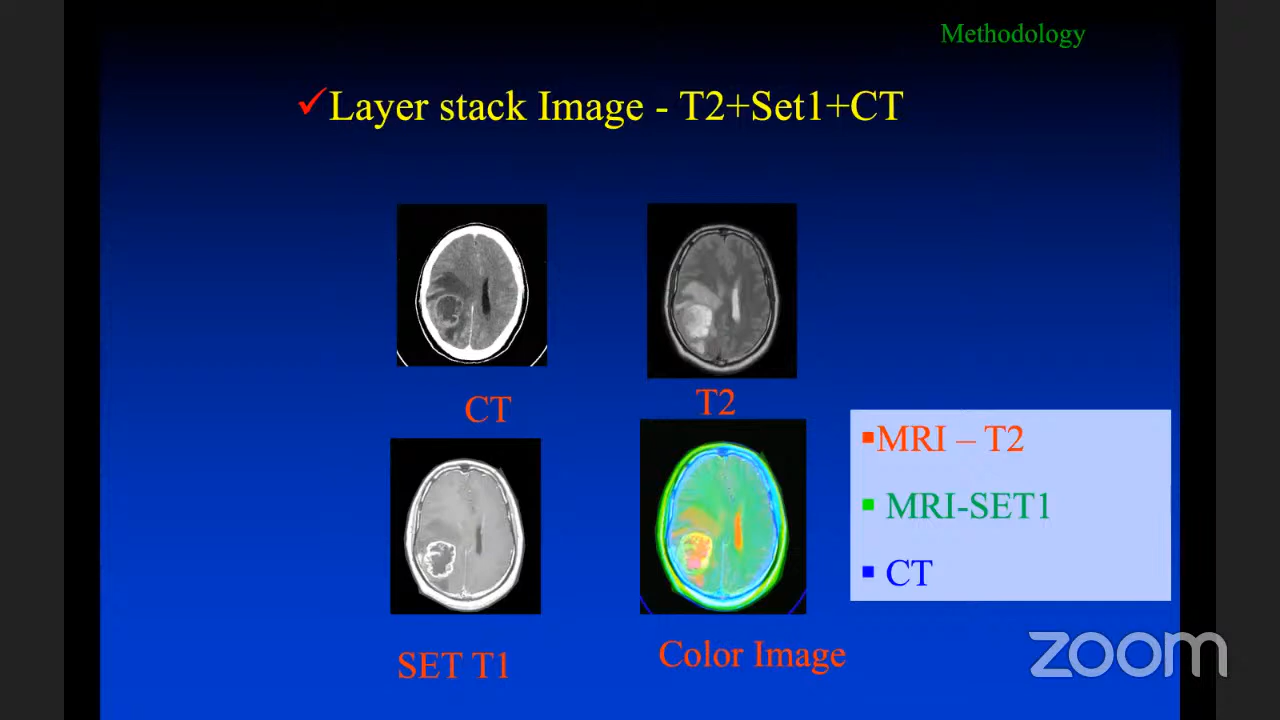 Methodology
✓Layer stack Image - T2+Set1+CT
CT
T2
SET T1
Color Image
▪MRI – T2
▪ MRI-SET1
▪ CT
zoom